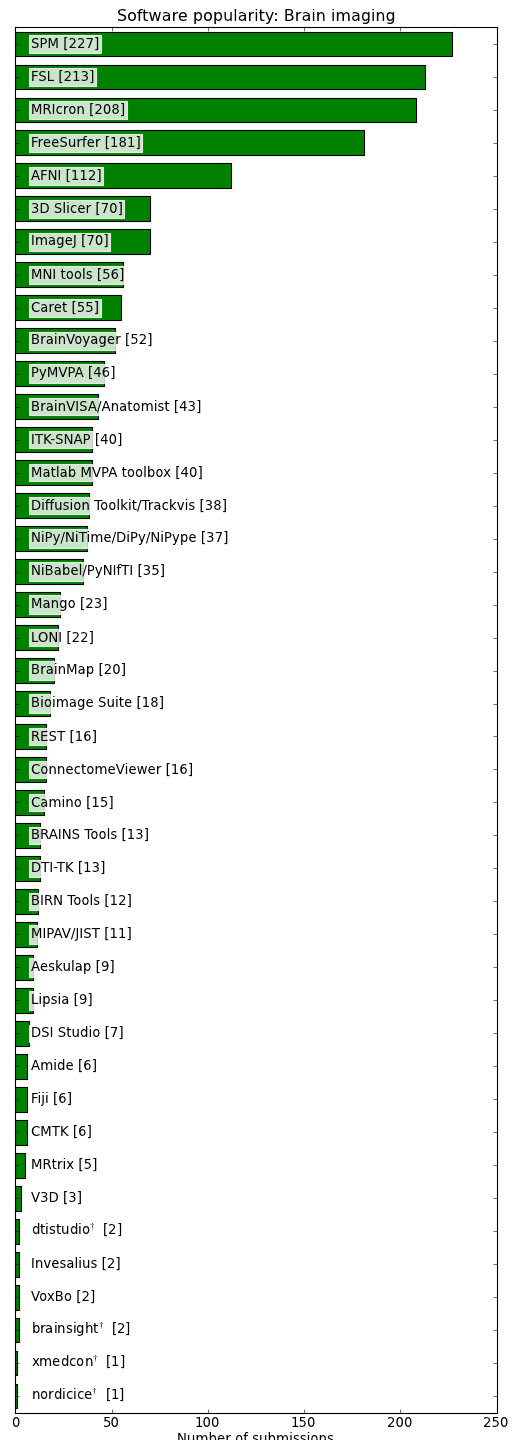 Software popularity: Brain imaging
SPM [227]
FSL [213]
MRIcron [208]
FreeSurfer [181]
AFNI [112]
3D Slicer [70]
ImageJ [70]
MNI tools [56]
Caret [55]
BrainVoyager [52]
PyMVPA [46]
BrainVISA/Anatomist [43]
ITK-SNAP [40]
Matlab MVPA toolbox [40]
Diffusion Toolkit/Trackvis [38]
NiPy/NiTime/DiPy/NiPype [37]
NiBabel/PyNIfTI [35]
Mango [23]
LONI [22]
BrainMap [20]
Bioimage Suite [18]
REST [16]
ConnectomeViewer [16]
Camino [15]
BRAINS Tools [13]
DTI-TK [13]
BIRN Tools [12]
MIPAV/JIST [11]
Aeskulap [9]
Lipsia [9]
DSI Studio [7]
Amide [6]
Fiji [6]
CMTK [6]
MRtrix [5]
V3D [3]
dtistudio† [2]
Invesalius [2]
VoxBo [2]
brainsight† [2]
xmedcon† [1]
nordicice† [1]
0 50 100 150 200 250
Number of submissions